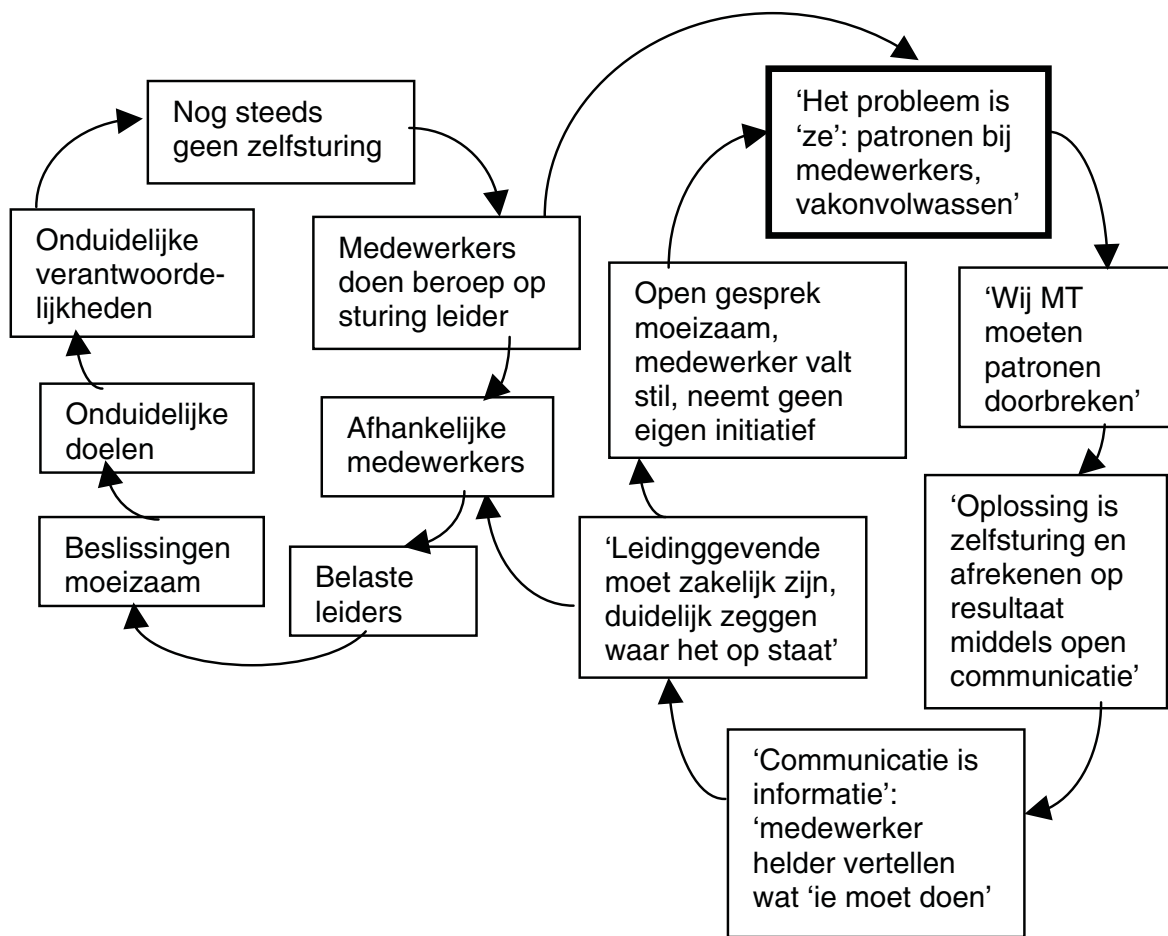 Nog steeds
geen zelfsturing
‘Het probleem is
‘ze’: patronen bij
medewerkers,
vakonvolwassen’
Onduidelijke
verantwoorde-
lijkheden
Medewerkers
doen beroep op
sturing leider
Open gesprek
moeizaam,
medewerker valt
stil, neemt geen
eigen initiatief
‘Wij MT
moeten
patronen
doorbreken’
Onduidelijke
doelen
Afhankelijke
medewerkers
‘Oplossing is
zelfsturing en
afrekenen op
resultaat
middels open
communicatie’
Beslissingen
moeizaam
Belaste
leiders
‘Leidinggevende
moet zakelijk zijn,
duidelijk zeggen
waar het op staat’
‘Communicatie is
informatie’:
‘medewerker
helder vertellen
wat ‘ie moet doen’